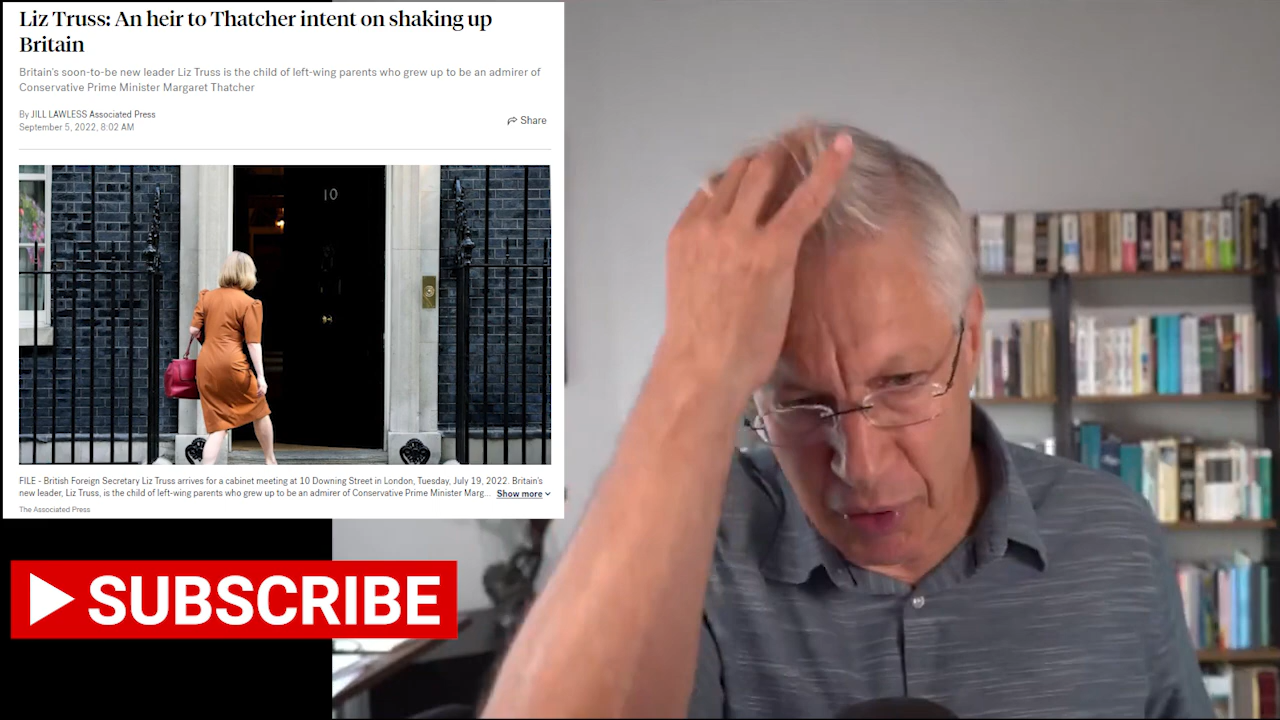 Liz Truss: An heir to Thatcher intent on shaking up
Britain
Britain's soon-to-be new leader Liz Truss is the child of left-wing parents who grew up to be an admirer of
Conservative Prime Minister Margaret Thatcher
By JILL LAWLESS Associated Press
September 5, 2022, 8:02 AM
Share
10
FILE - British Foreign Secretary Liz Truss arrives for a cabinet meeting at 10 Downing Street in London, Tuesday, July 19, 2022. Britain's
new leader, Liz Truss, is the child of left-wing parents who grew up to be an admirer of Conservative Prime Minister Marg... Show more
The Associated Press
SUBSCRIBE